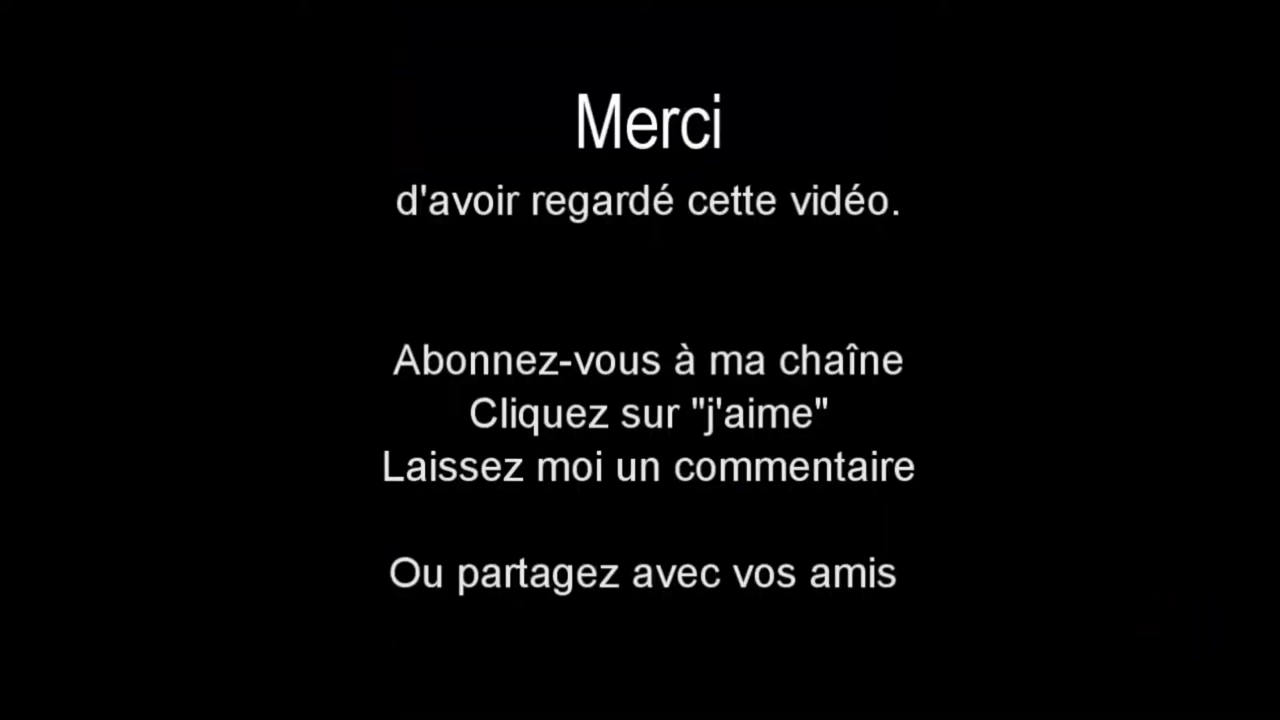 Merci
d'avoir regardé cette vidéo.
Abonnez-vous à ma chaîne
Cliquez sur "j'aime"
Laissez moi un commentaire
Ou partagez avec vos amis